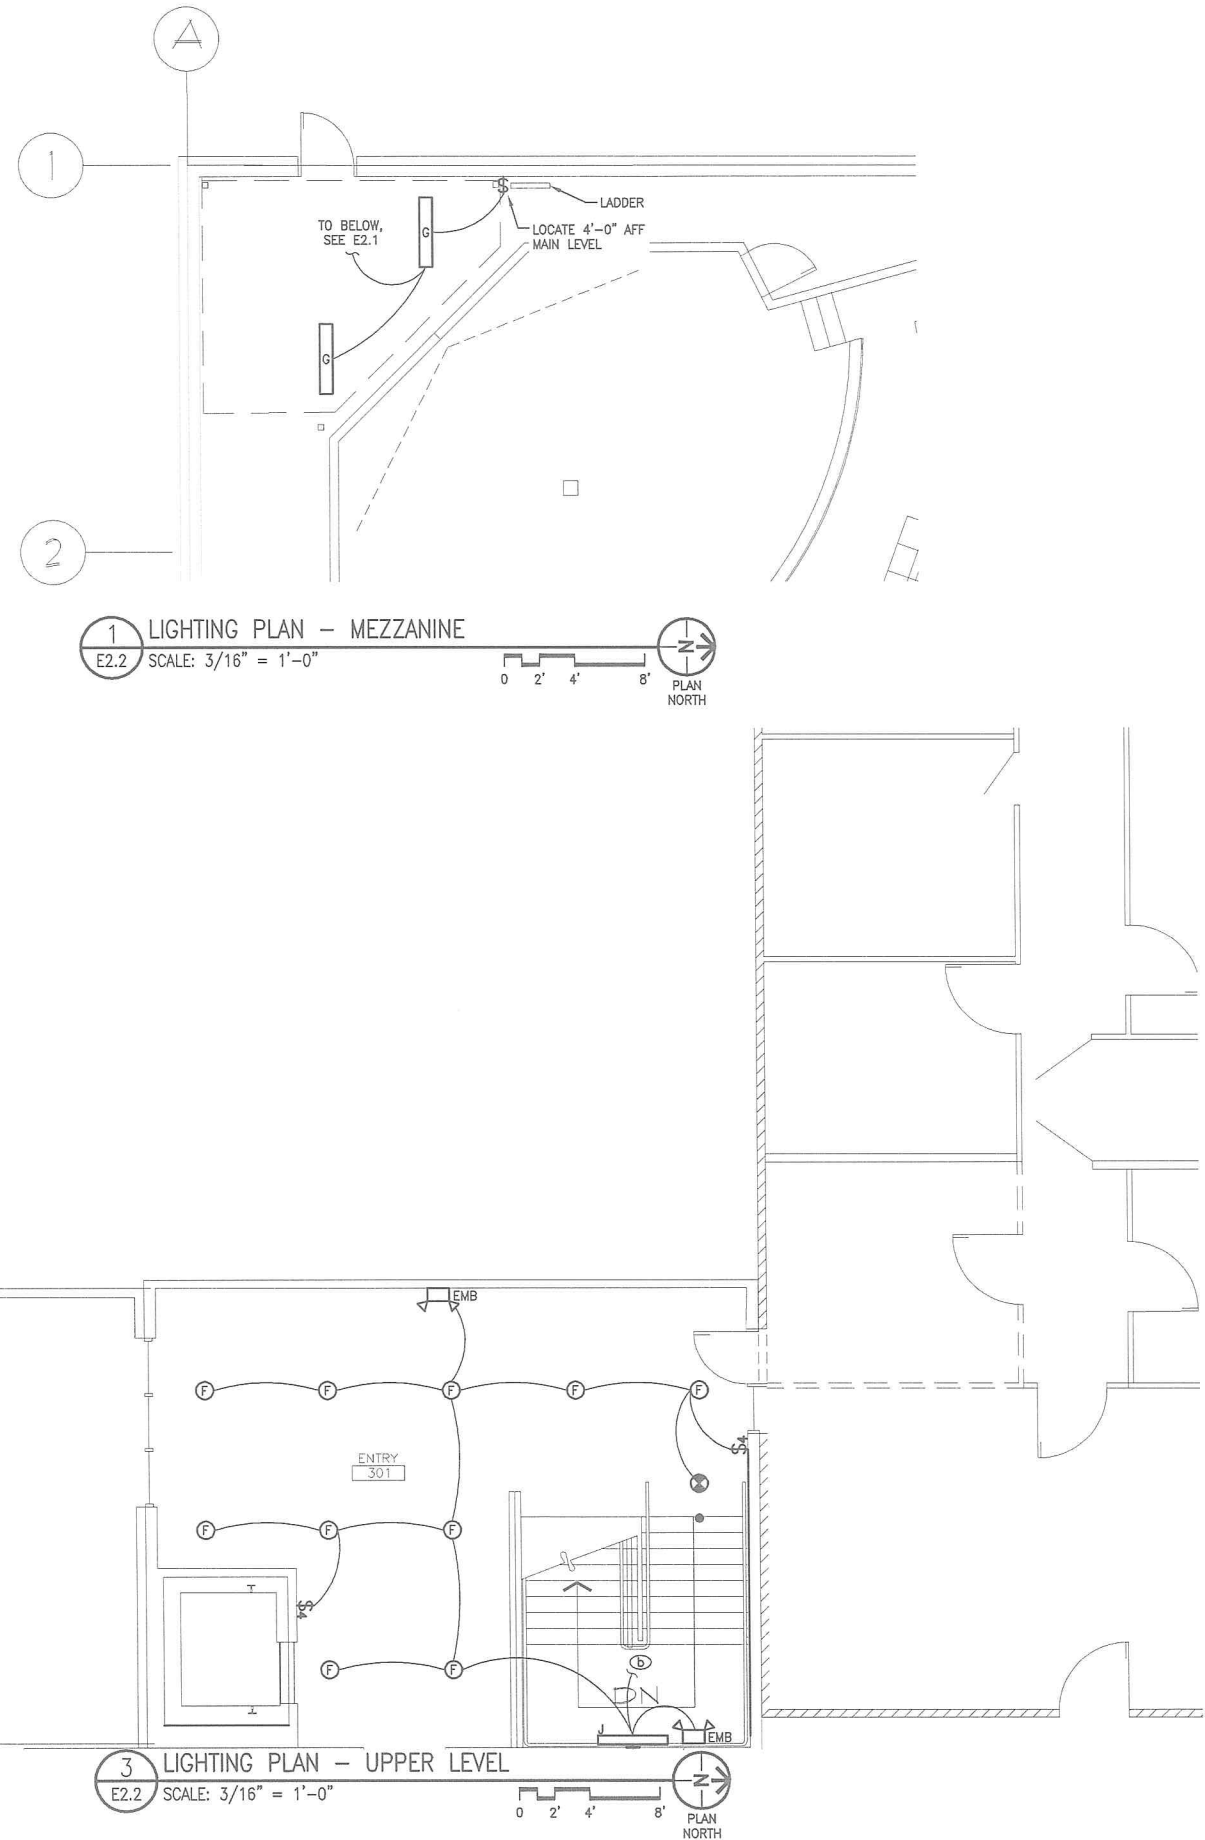 A
1
LADDER
TO BELOW,
SEE E2.1
G
LOCATE 4'-0" AFF
MAIN LEVEL
G
2
1
E2.2
LIGHTING PLAN - MEZZANINE
SCALE: 3/16" = 1'-0"
0 2' 4' 8'
N
PLAN
NORTH
EMB
F F F F F
$4
ENTRY
301
F F F
$4
F F
b
DN
J
EMB
3
E2.2
LIGHTING PLAN - UPPER LEVEL
SCALE: 3/16" = 1'-0"
0 2' 4' 8'
N
PLAN
NORTH